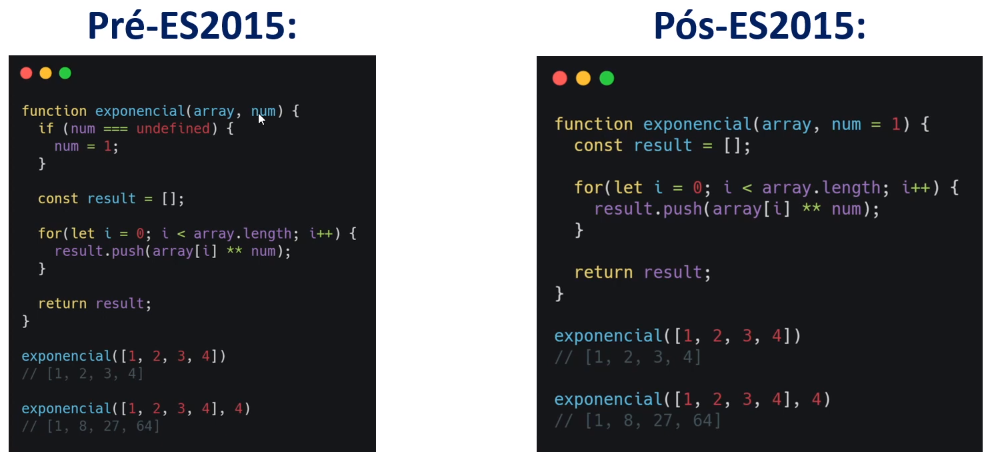 Pré-ES2015:
function exponencial(array, num) {
  if (num === undefined) {
    num = 1;
  }
  const result = [];
  for(let i = 0; i < array.length; i++) {
    result.push(array[i] ** num);
  }
  return result;
}
exponencial([1, 2, 3, 4])
// [1, 2, 3, 4]
exponencial([1, 2, 3, 4], 4)
// [1, 8, 27, 64]
Pós-ES2015:
function exponencial(array, num = 1) {
  const result = [];
  for(let i = 0; i < array.length; i++) {
    result.push(array[i] ** num);
  }
  return result;
}
exponencial([1, 2, 3, 4])
// [1, 2, 3, 4]
exponencial([1, 2, 3, 4], 4)
// [1, 8, 27, 64]